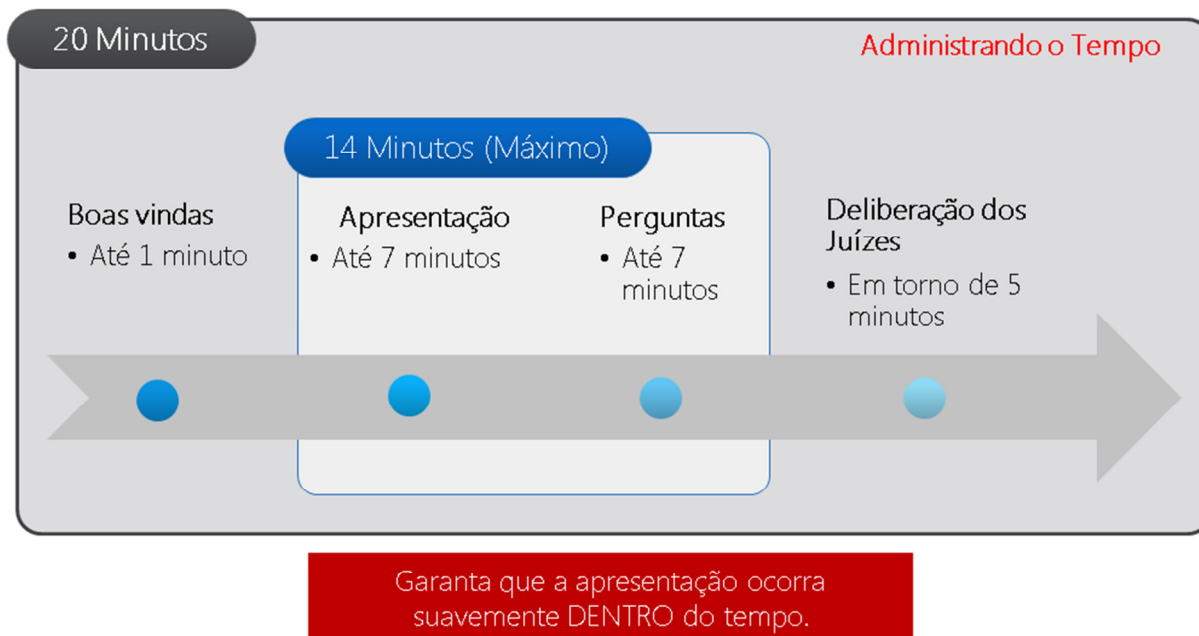 20 Minutos
Administrando o Tempo
14 Minutos (Máximo)
Boas vindas
• Até 1 minuto
Apresentação
• Até 7 minutos
Perguntas
• Até 7
minutos
Deliberação dos
Juízes
• Em torno de 5
minutos
Garanta que a apresentação ocorra
suavemente DENTRO do tempo.